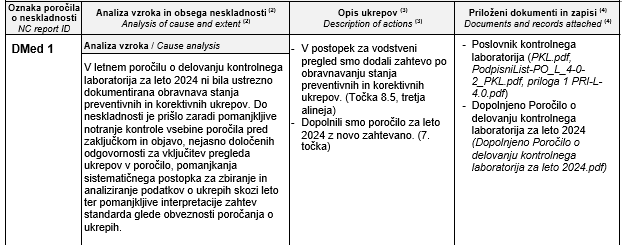 Oznaka poročila
o neskladnosti
NC report ID
Analiza vzroka in obsega neskladnosti (2)
Analysis of cause and extent (2)
Opis ukrepov (3)
Description of actions (3)
Priloženi dokumenti in zapisi (4)
Documents and records attached (4)
DMed 1
Analiza vzroka / Cause analysis
V letnem poročilu o delovanju kontrolnega
laboratorija za leto 2024 ni bila ustrezno
dokumentirana obravnava stanja
preventivnih in korektivnih ukrepov. Do
neskladnosti je prišlo zaradi pomanjkljive
notranje kontrole vsebine poročila pred
zaključkom in objavo, nejasno določenih
odgovornosti za vključitev pregleda
ukrepov v poročilo, pomanjkanja
sistematičnega postopka za zbiranje in
analiziranje podatkov o ukrepih skozi leto
ter pomanjkljive interpretacije zahtev
standarda glede obveznosti poročanja o
ukrepih.
- V postopek za vodstveni
pregled smo dodali zahtevo po
obravnavanju stanja
preventivnih in korektivnih
ukrepov. (Točka 8.5, tretja
alineja)
- Dopolnili smo poročilo za leto
2024 z novo zahtevano. (7.
točka)
- Poslovnik kontrolnega
laboratorija (PKL.pdf,
PodpisniList-PO_L_4-0-
2_PKL.pdf, priloga 1 PRI-L-
4.0.pdf)
- Dopolnjeno Poročilo o
delovanju kontrolnega
laboratorija za leto 2024
(Dopolnjeno Poročilo o
delovanju kontrolnega
laboratorija za leto 2024.pdf)